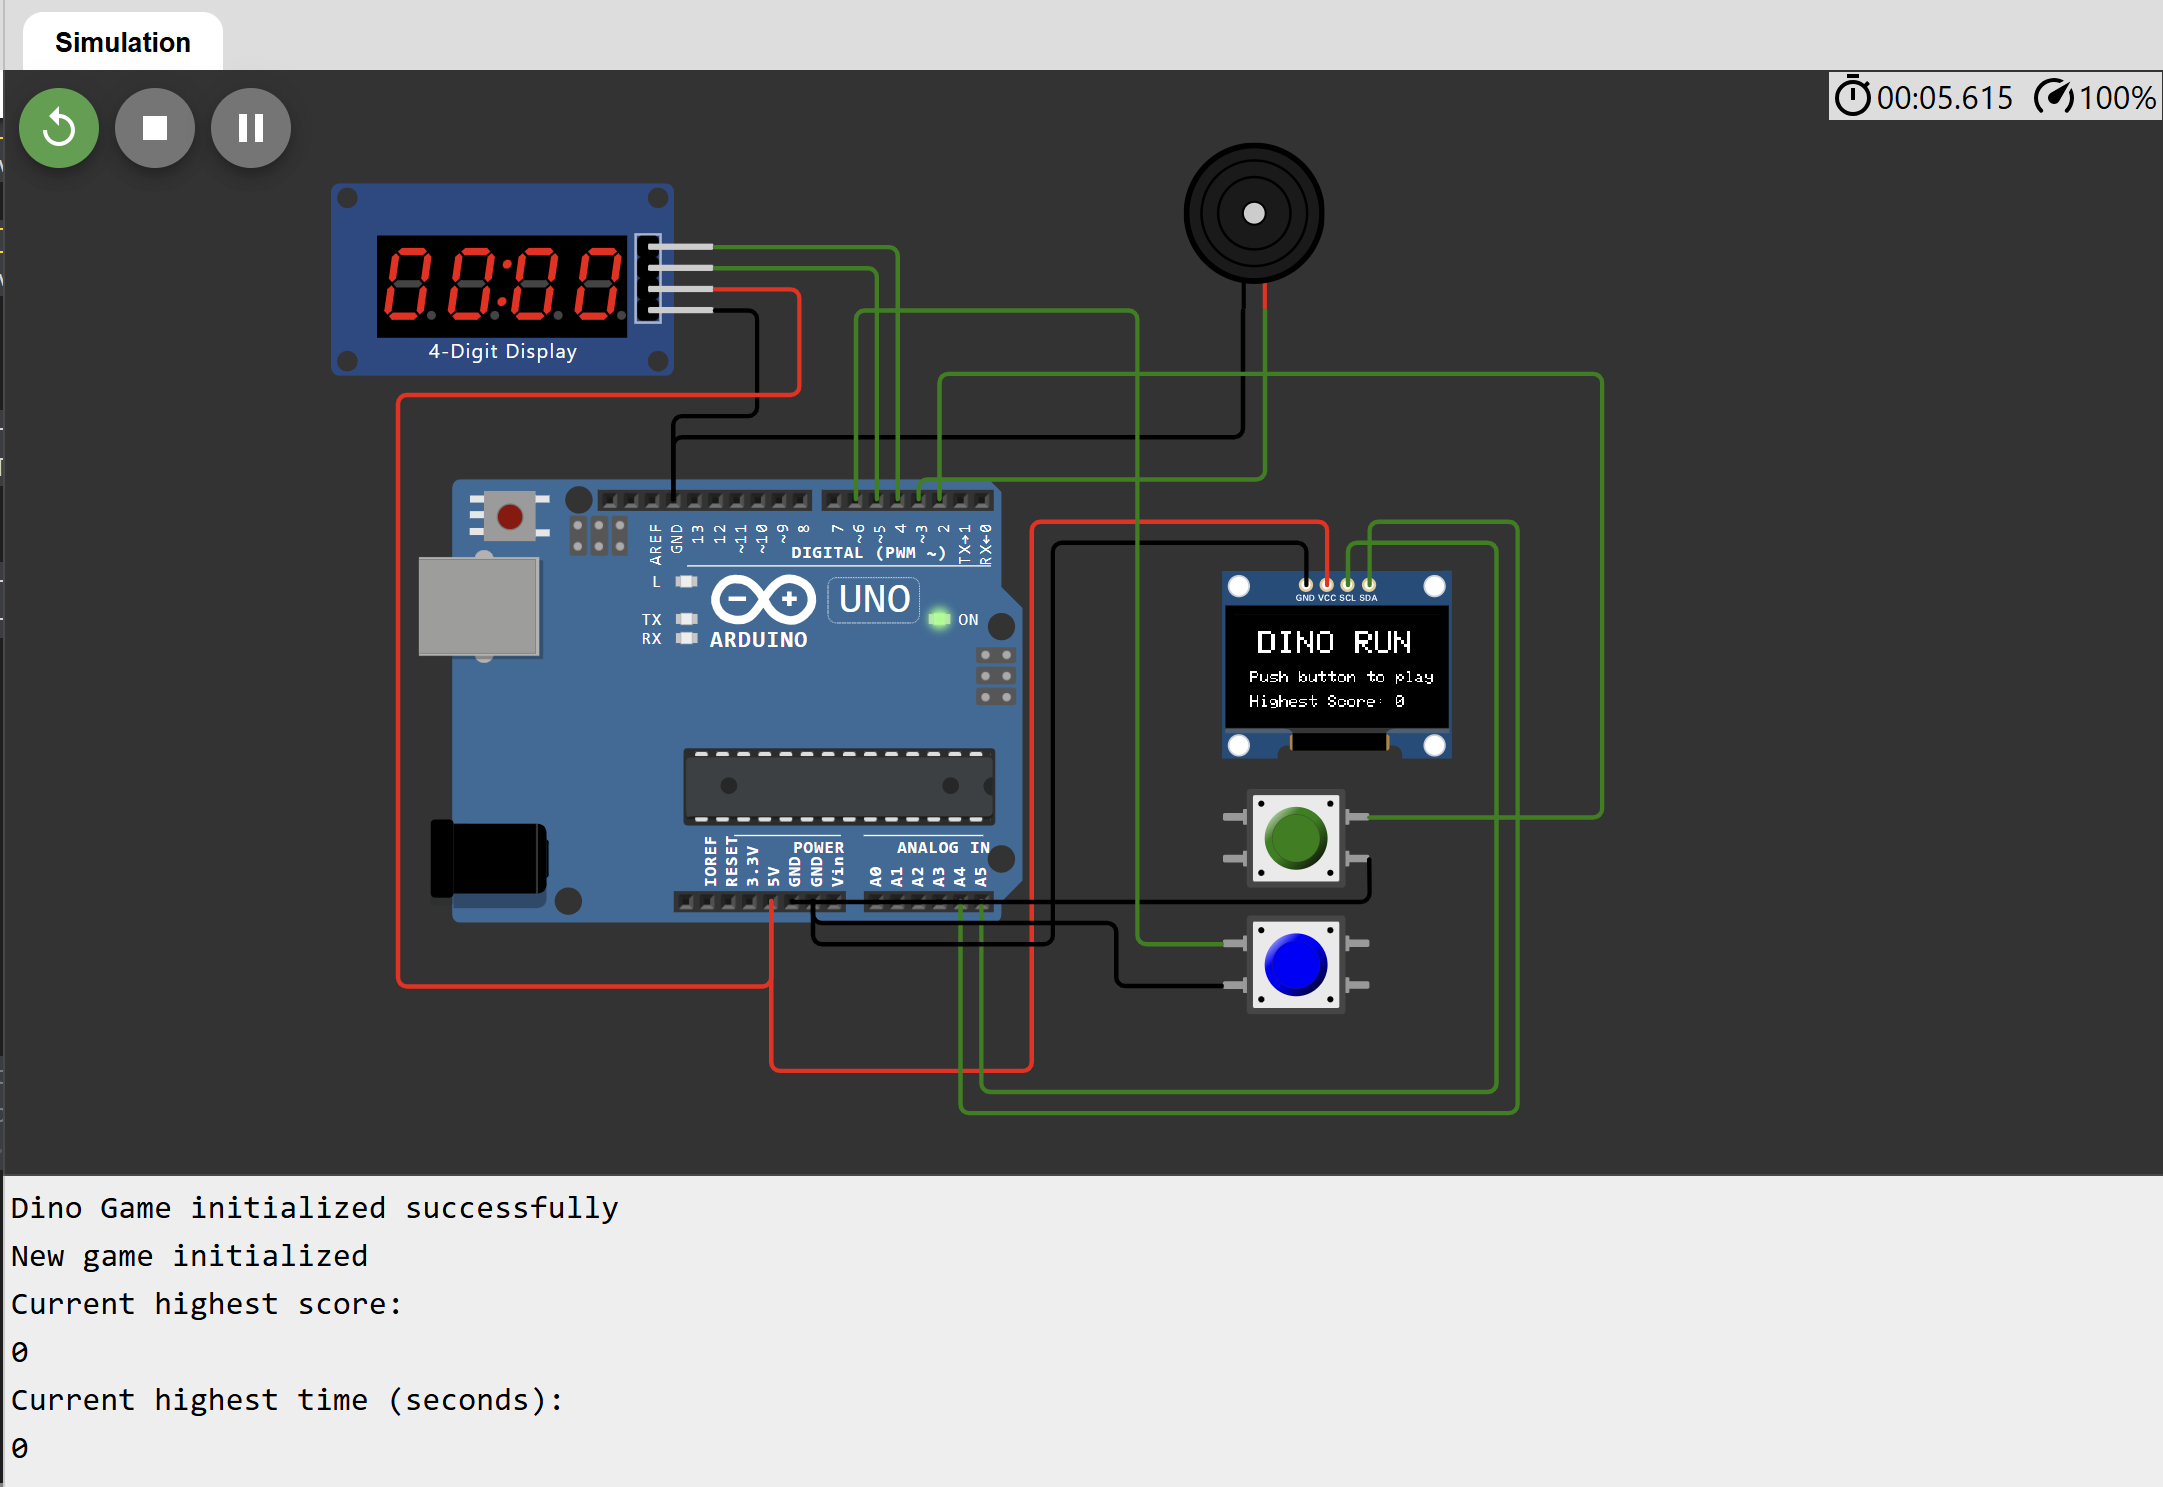 Simulation
00:05.615 100%
00:00
4-Digit Display
AREF GND 13 12 ~11 ~10 ~9 8 7 ~6 ~5 4 ~3 2 TX→1 RX←0
DIGITAL (PWM ~)
L
TX
RX
UNO
ON
ARDUINO
GND VCC SCL SDA
DINO RUN
Push button to play
Highest Score: 0
POWER
ANALOG IN
IOREF RESET 3.3V 5V GND GND Vin A0 A1 A2 A3 A4 A5
Dino Game initialized successfully
New game initialized
Current highest score:
0
Current highest time (seconds):
0